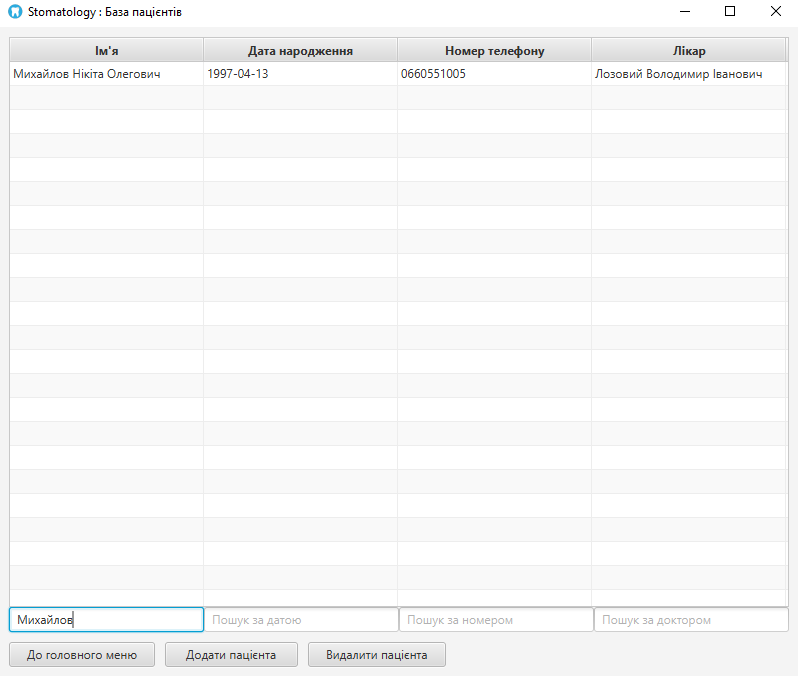 Stomatology : База пацієнтів
Ім'я Дата народження Номер телефону Лікар
Михайлов Нікіта Олегович 1997-04-13 0660551005 Лозовий Володимир Іванович
Михайлов Пошук за датою Пошук за номером Пошук за доктором
До головного меню Додати пацієнта Видалити пацієнта